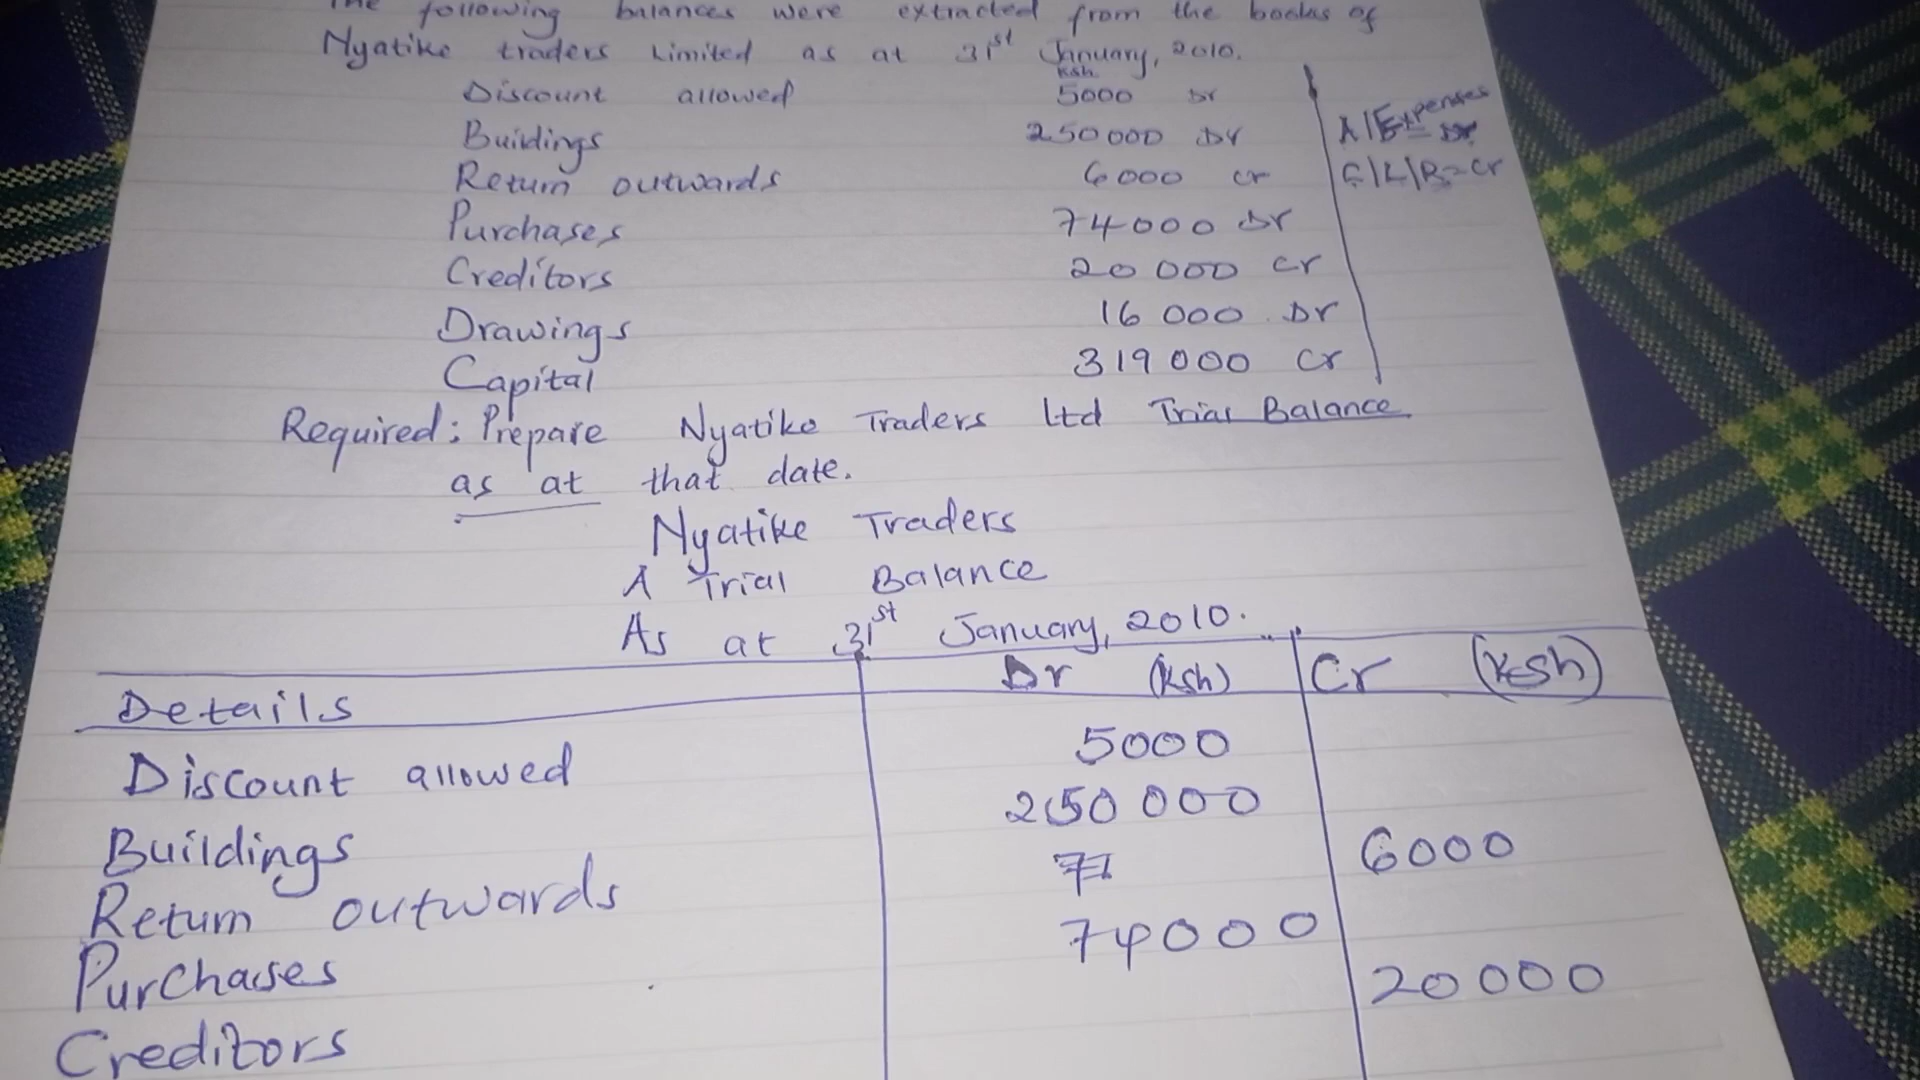 The following balances were extracted from the books of
Nyatike traders Limited as at 31st January, 2010.
Ksh
Discount allowed 5000 Dr
Buildings 250000 Dr
Return outwards 6000 cr
Purchases 74000 Dr
Creditors 20 000 cr
Drawings 16 000 Dr
Capital 319000 Cr
A/Expenses = Dr
C/L/R = Cr
Required: Prepare Nyatike Traders Ltd Trial Balance
as at that date.
Nyatike Traders
A Trial Balance
As at 31st January, 2010.
Details Dr (Ksh) Cr (Ksh)
Discount allowed 5000
Buildings 250 000
Return outwards 6000
Purchases 74000
Creditors 20000